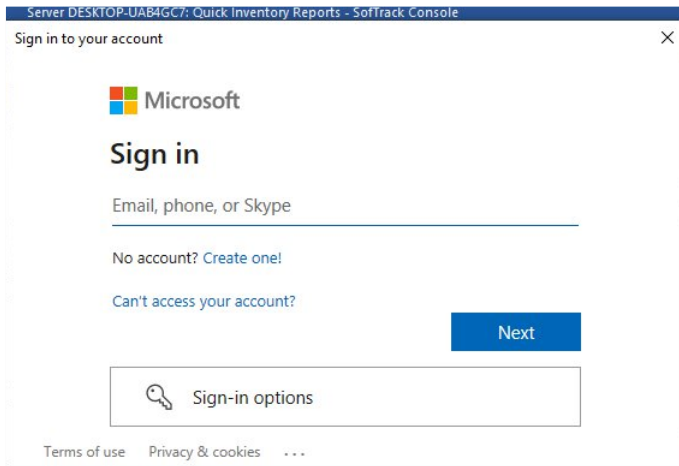 Server DESKTOP-UAB4GC7: Quick Inventory Reports - SofTrack Console
Sign in to your account
Microsoft
Sign in
Email, phone, or Skype
No account? Create one!
Can't access your account?
Next
Sign-in options
Terms of use Privacy & cookies ...